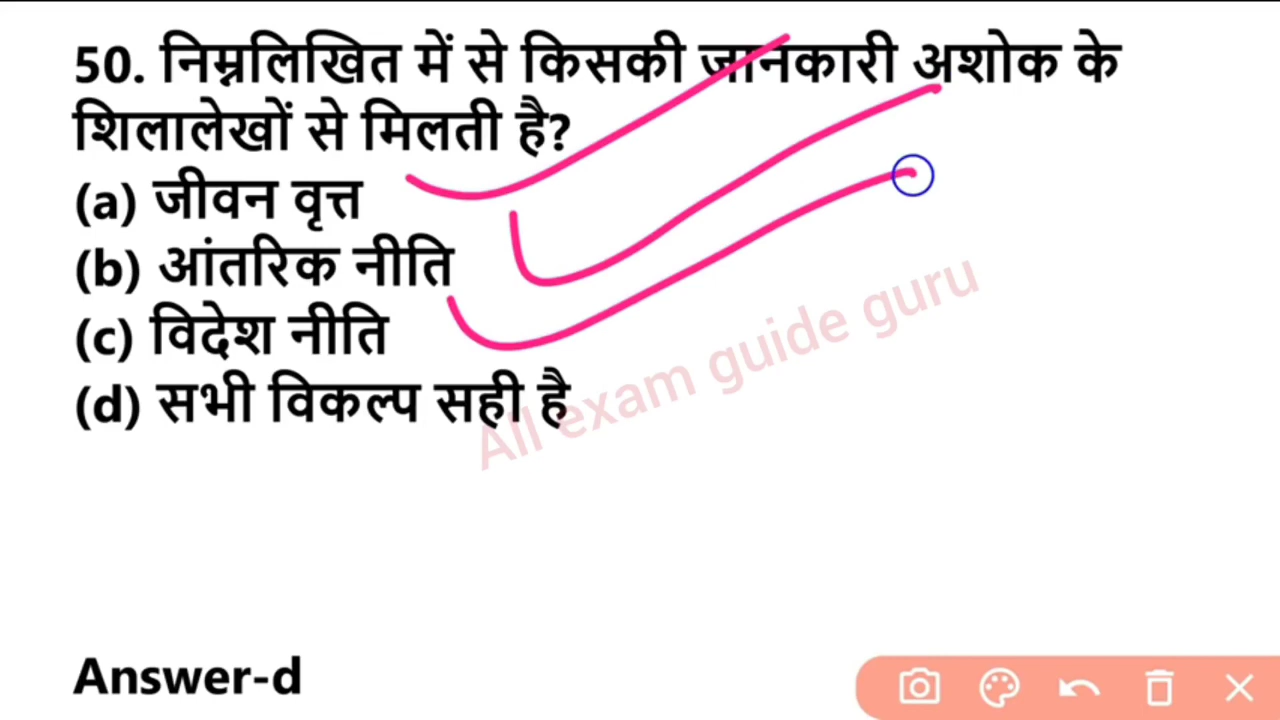 50. निम्नलिखित में से किसकी जानकारी अशोक के
शिलालेखों से मिलती है?
(a) जीवन वृत्त
(b) आंतरिक नीति
(c) विदेश नीति
(d) सभी विकल्प सही है
All exam guide guru
Answer-d